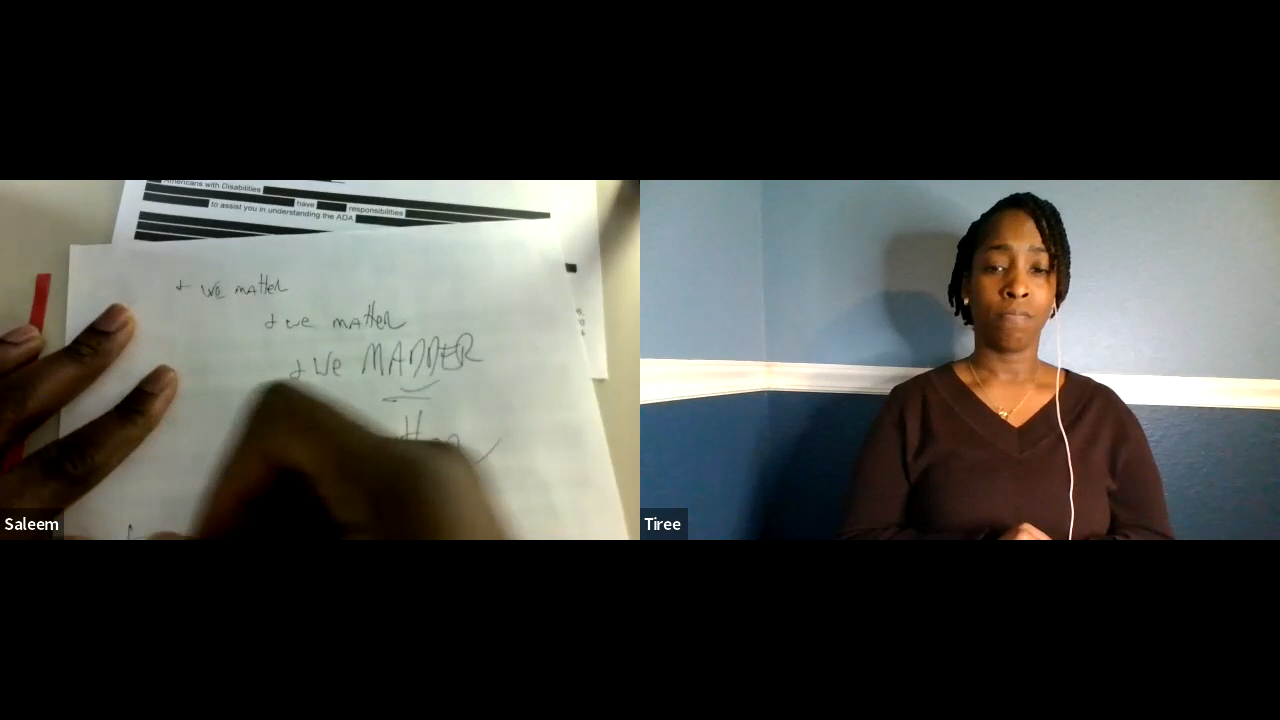 Americans with Disabilities
have responsibilities
to assist you in understanding the ADA
+ we matter
+ we matter
+ We MADDER
Saleem
Tiree